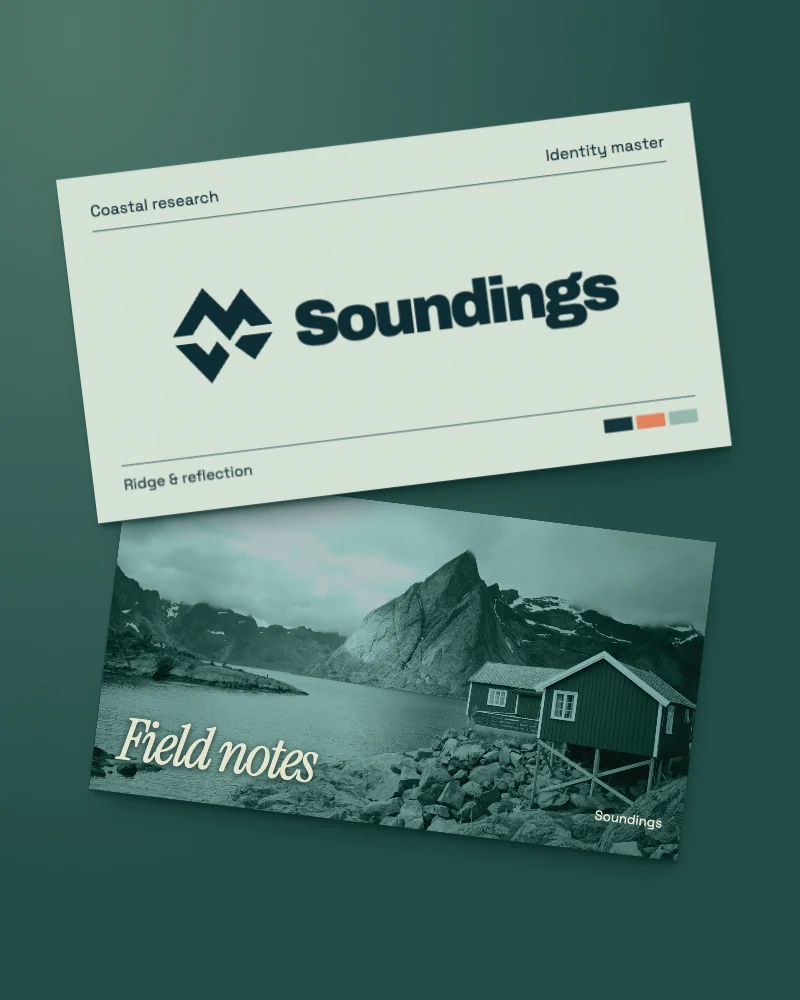 Coastal research
Identity master
Soundings
Ridge & reflection
Field notes
Soundings